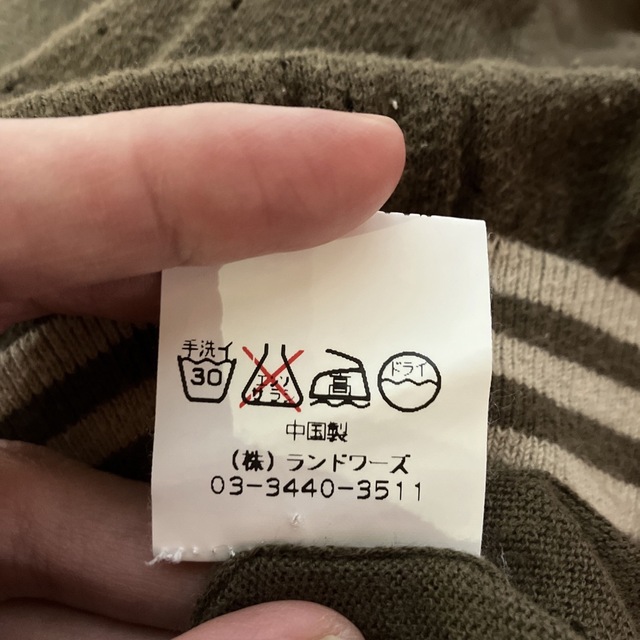 手洗イ
30
エンソ
サラシ
高
ドライ
中国製
(株)ランドワーズ
03-3440-3511